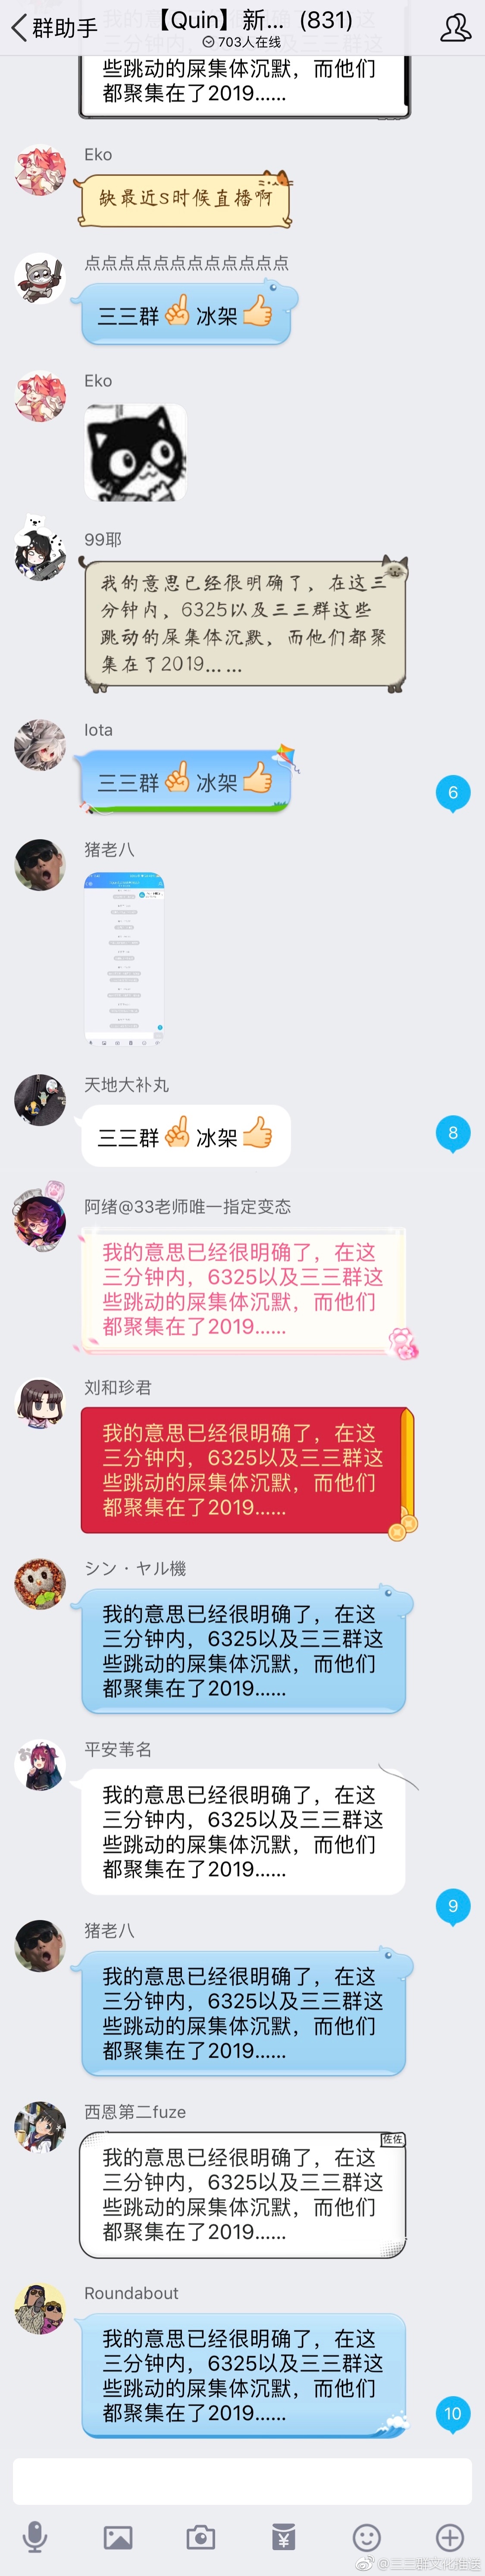 群助手
【Quin】新... (831)
703人在线
些跳动的屎集体沉默，而他们
都聚集在了2019......
Eko
缺最近S时候直播啊
点点点点点点点点点点点点
三三群☝冰架👍
Eko
99耶
我的意思已经很明确了，在这三
分钟内，6325以及三三群这些
跳动的屎集体沉默，而他们都聚
集在了2019......
Iota
三三群☝冰架👍
6
猪老八
天地大补丸
三三群☝冰架👍
8
阿绪@33老师唯一指定变态
我的意思已经很明确了，在这
三分钟内，6325以及三三群这
些跳动的屎集体沉默，而他们
都聚集在了2019......
刘和珍君
我的意思已经很明确了，在这
三分钟内，6325以及三三群这
些跳动的屎集体沉默，而他们
都聚集在了2019......
シン・ヤル機
我的意思已经很明确了，在这
三分钟内，6325以及三三群这
些跳动的屎集体沉默，而他们
都聚集在了2019......
平安苇名
我的意思已经很明确了，在这
三分钟内，6325以及三三群这
些跳动的屎集体沉默，而他们
都聚集在了2019......
9
猪老八
我的意思已经很明确了，在这
三分钟内，6325以及三三群这
些跳动的屎集体沉默，而他们
都聚集在了2019......
西恩第二fuze
佐佐
我的意思已经很明确了，在这
三分钟内，6325以及三三群这
些跳动的屎集体沉默，而他们
都聚集在了2019......
Roundabout
我的意思已经很明确了，在这
三分钟内，6325以及三三群这
些跳动的屎集体沉默，而他们
都聚集在了2019......
10
@三三群文化推送